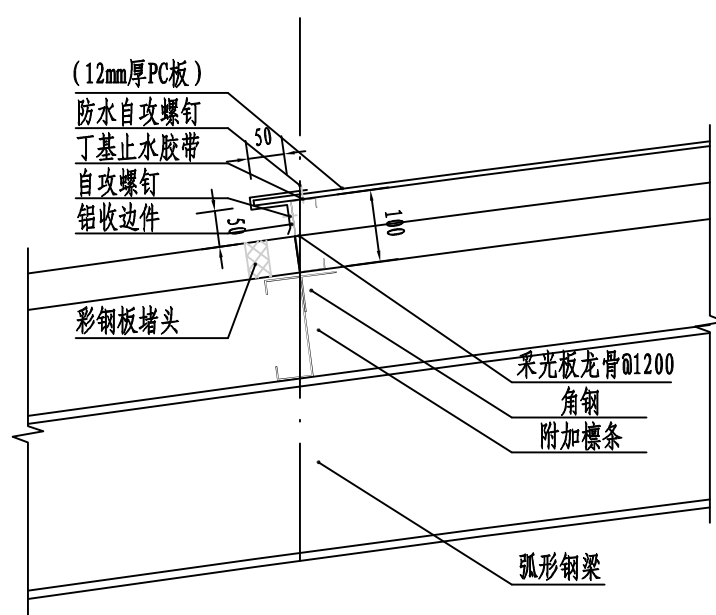 (12mm厚PC板)
防水自攻螺钉
50
丁基止水胶带
自攻螺钉
铝收边件
50
100
彩钢板堵头
采光板龙骨@1200
角钢
附加檩条
弧形钢梁